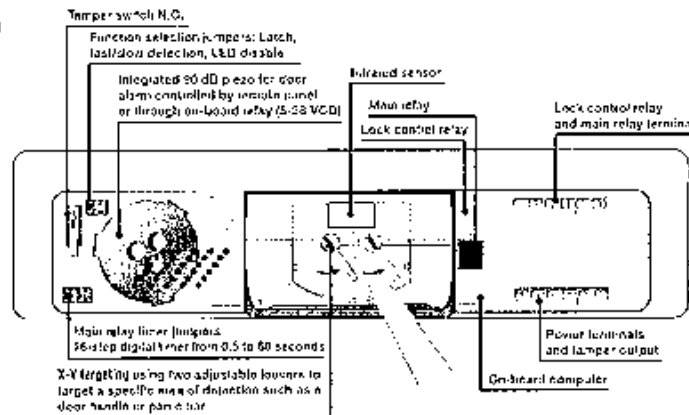 Tamper switch N.C.
Function selection jumpers: Latch,
fast/slow detection, LED disable
Integrated 90 dB piezo for door
alarm controlled by remote panel
or through on-board relay (5-28 VCD)
Infrared sensor
Main relay
Lock control relay
Lock control relay
and main relay terminal
Main relay timer jumpers
step digital timer from 0.5 to 60 seconds
X-Y targeting using two adjustable louvers to
target a specific area of detection such as a
door handle or panic bar
Power terminals
and tamper output
On-board computer